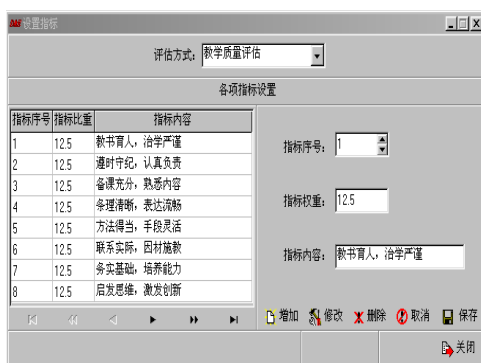 设置指标
评估方式: 教学质量评估
各项指标设置
指标序号 指标比重 指标内容
1 12.5 教书育人，治学严谨
2 12.5 遵时守纪，认真负责
3 12.5 备课充分，熟悉内容
4 12.5 条理清晰，表达流畅
5 12.5 方法得当，手段灵活
6 12.5 联系实际，因材施教
7 12.5 务实基础，培养能力
8 12.5 启发思维，激发创新
指标序号: 1
指标权重: 12.5
指标内容: 教书育人，治学严谨
增加 修改 删除 取消 保存
关闭